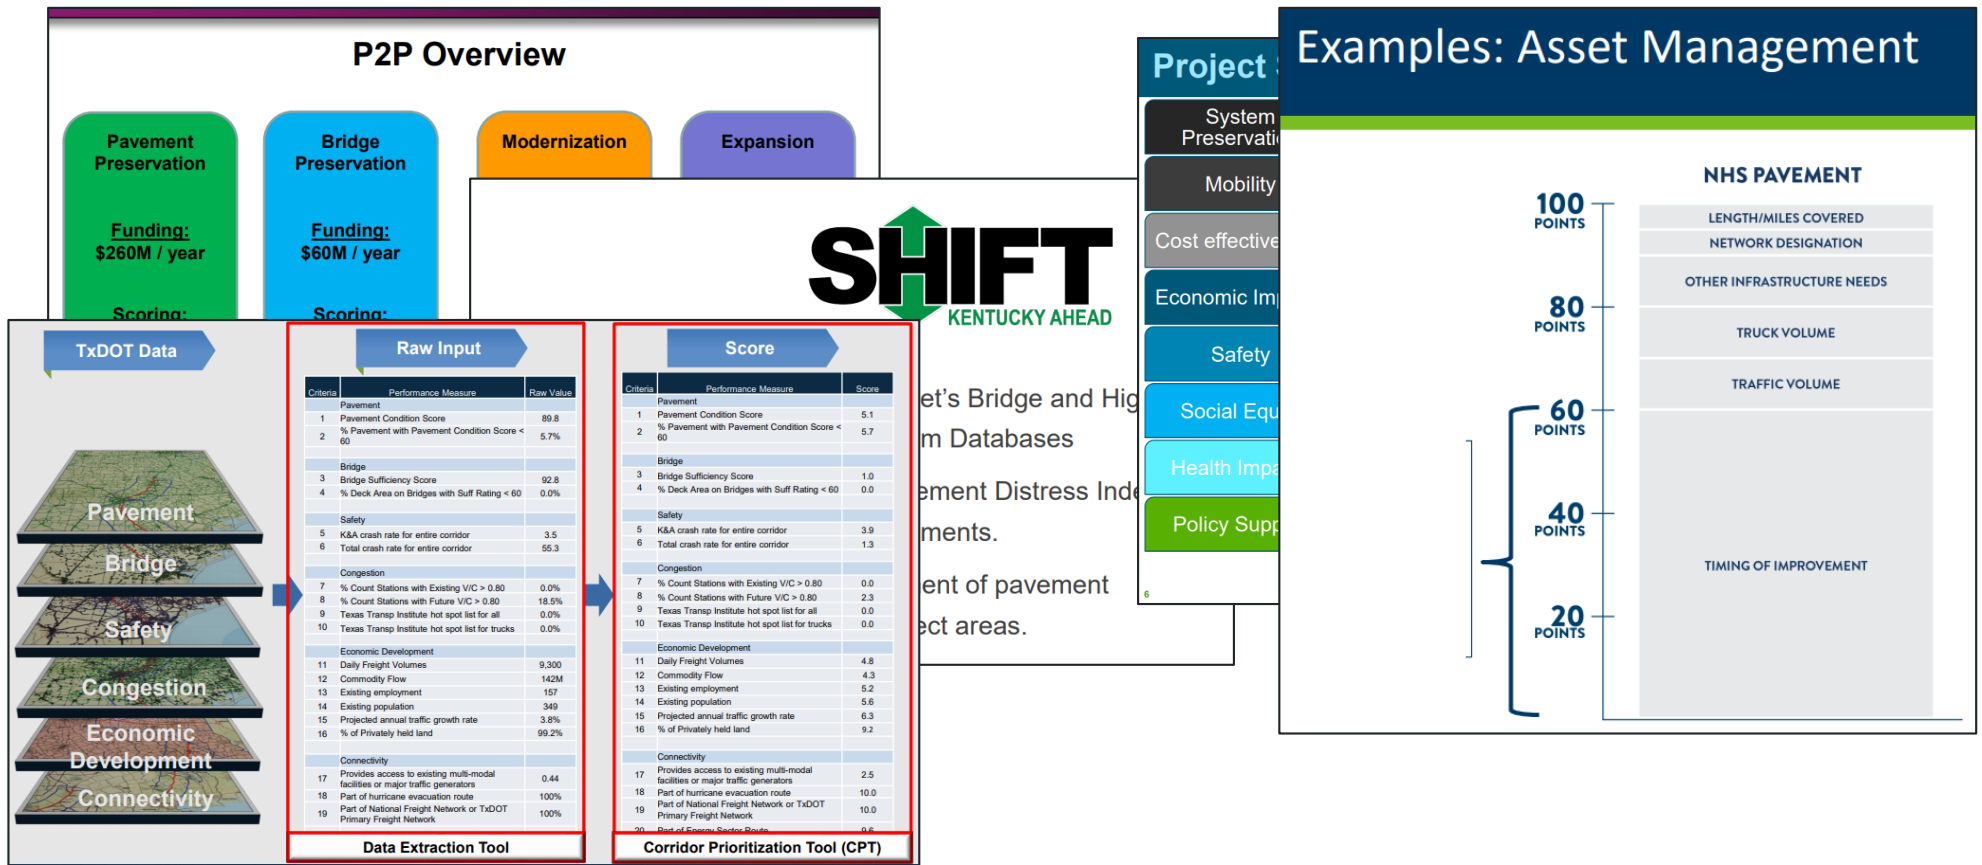 P2P Overview
Pavement
Preservation
Funding:
$260M / year
Scoring:
Bridge
Preservation
Funding:
$60M / year
Scoring:
Modernization
Expansion
SHIFT
KENTUCKY AHEAD
et's Bridge and Hig
m Databases
ement Distress Inde
ments.
ent of pavement
ect areas.
Project
System
Preservati
Mobility
Cost effective
Economic Imp
Safety
Social Equ
Health Impa
Policy Supp
6
Examples: Asset Management
NHS PAVEMENT
100
POINTS
80
POINTS
60
POINTS
40
POINTS
20
POINTS
LENGTH/MILES COVERED
NETWORK DESIGNATION
OTHER INFRASTRUCTURE NEEDS
TRUCK VOLUME
TRAFFIC VOLUME
TIMING OF IMPROVEMENT
TxDOT Data
Pavement
Bridge
Safety
Congestion
Economic
Development
Connectivity
Raw Input
Criteria Performance Measure Raw Value
Pavement
1 Pavement Condition Score 89.8
2 % Pavement with Pavement Condition Score < 5.7%
60
Bridge
3 Bridge Sufficiency Score 92.8
4 % Deck Area on Bridges with Suff Rating < 60 0.0%
Safety
5 K&A crash rate for entire corridor 3.5
6 Total crash rate for entire corridor 55.3
Congestion
7 % Count Stations with Existing V/C > 0.80 0.0%
8 % Count Stations with Future V/C > 0.80 18.5%
9 Texas Transp Institute hot spot list for all 0.0%
10 Texas Transp Institute hot spot list for trucks 0.0%
Economic Development
11 Daily Freight Volumes 9,300
12 Commodity Flow 142M
13 Existing employment 157
14 Existing population 349
15 Projected annual traffic growth rate 3.8%
16 % of Privately held land 99.2%
Connectivity
17 Provides access to existing multi-modal 0.44
facilities or major traffic generators
18 Part of hurricane evacuation route 100%
19 Part of National Freight Network or TxDOT 100%
Primary Freight Network
Data Extraction Tool
Score
Criteria Performance Measure Score
Pavement
1 Pavement Condition Score 5.1
2 % Pavement with Pavement Condition Score < 5.7
60
Bridge
3 Bridge Sufficiency Score 1.0
4 % Deck Area on Bridges with Suff Rating < 60 0.0
Safety
5 K&A crash rate for entire corridor 3.9
6 Total crash rate for entire corridor 1.3
Congestion
7 % Count Stations with Existing V/C > 0.80 0.0
8 % Count Stations with Future V/C > 0.80 2.3
9 Texas Transp Institute hot spot list for all 0.0
10 Texas Transp Institute hot spot list for trucks 0.0
Economic Development
11 Daily Freight Volumes 4.8
12 Commodity Flow 4.3
13 Existing employment 5.2
14 Existing population 5.6
15 Projected annual traffic growth rate 6.3
16 % of Privately held land 9.2
Connectivity
17 Provides access to existing multi-modal 2.5
facilities or major traffic generators
18 Part of hurricane evacuation route 10.0
19 Part of National Freight Network or TxDOT 10.0
Primary Freight Network
20 Part of Energy Sector Route 9.6
Corridor Prioritization Tool (CPT)